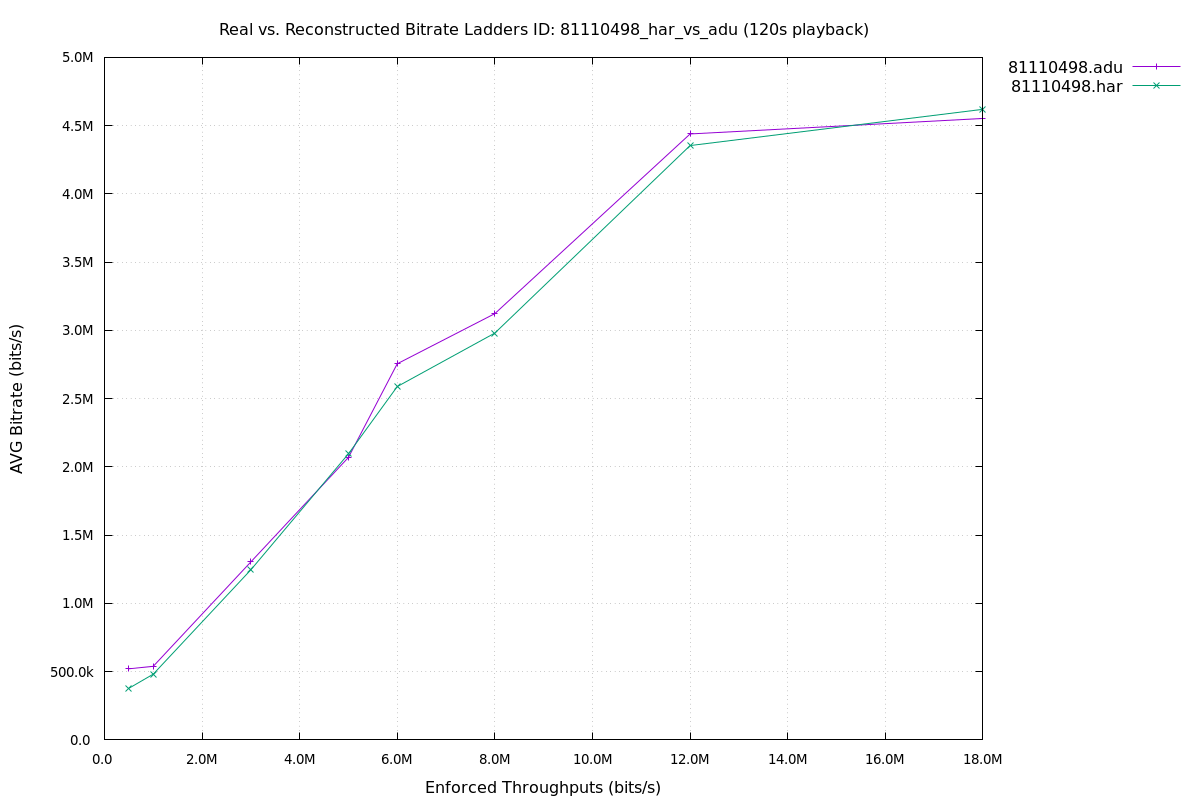 Real vs. Reconstructed Bitrate Ladders ID: 81110498_har_vs_adu (120s playback)
81110498.adu
81110498.har
AVG Bitrate (bits/s)
5.0M
4.5M
4.0M
3.5M
3.0M
2.5M
2.0M
1.5M
1.0M
500.0k
0.0
0.0 2.0M 4.0M 6.0M 8.0M 10.0M 12.0M 14.0M 16.0M 18.0M
Enforced Throughputs (bits/s)